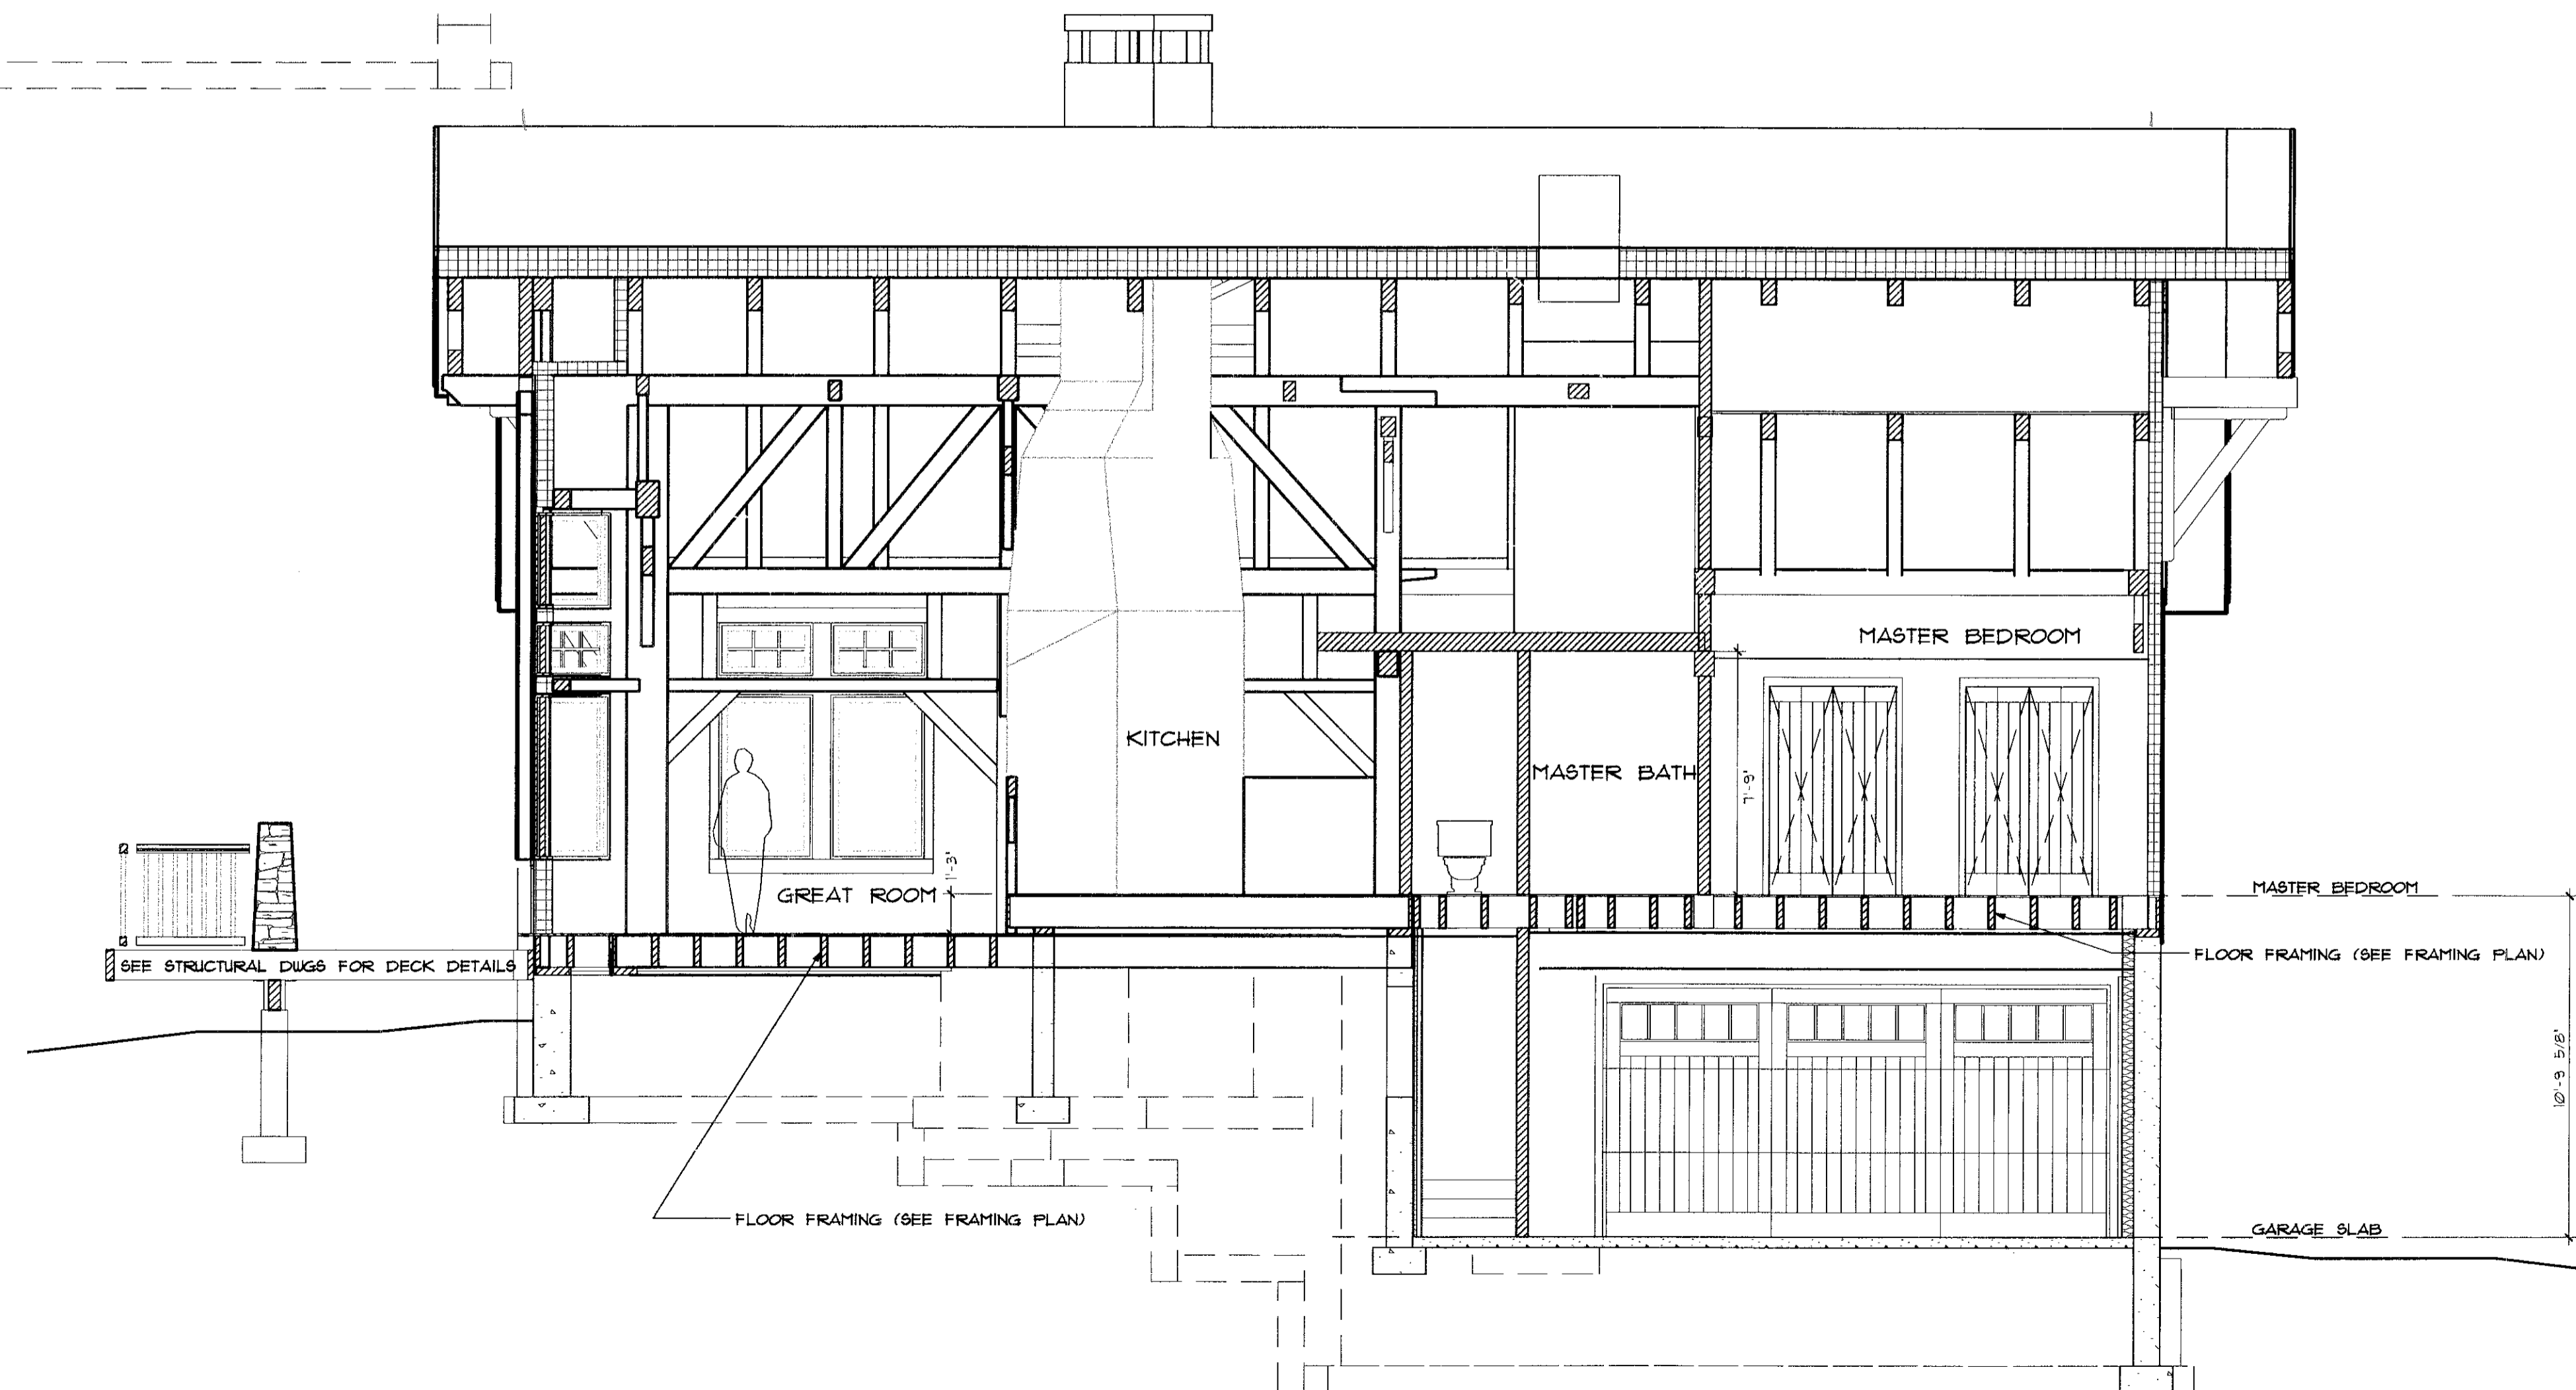 MASTER BEDROOM
KITCHEN
MASTER BATH
7'-9"
1'-3"
GREAT ROOM
MASTER BEDROOM
FLOOR FRAMING (SEE FRAMING PLAN)
SEE STRUCTURAL DWGS FOR DECK DETAILS
10'-9 5/8"
FLOOR FRAMING (SEE FRAMING PLAN)
GARAGE SLAB